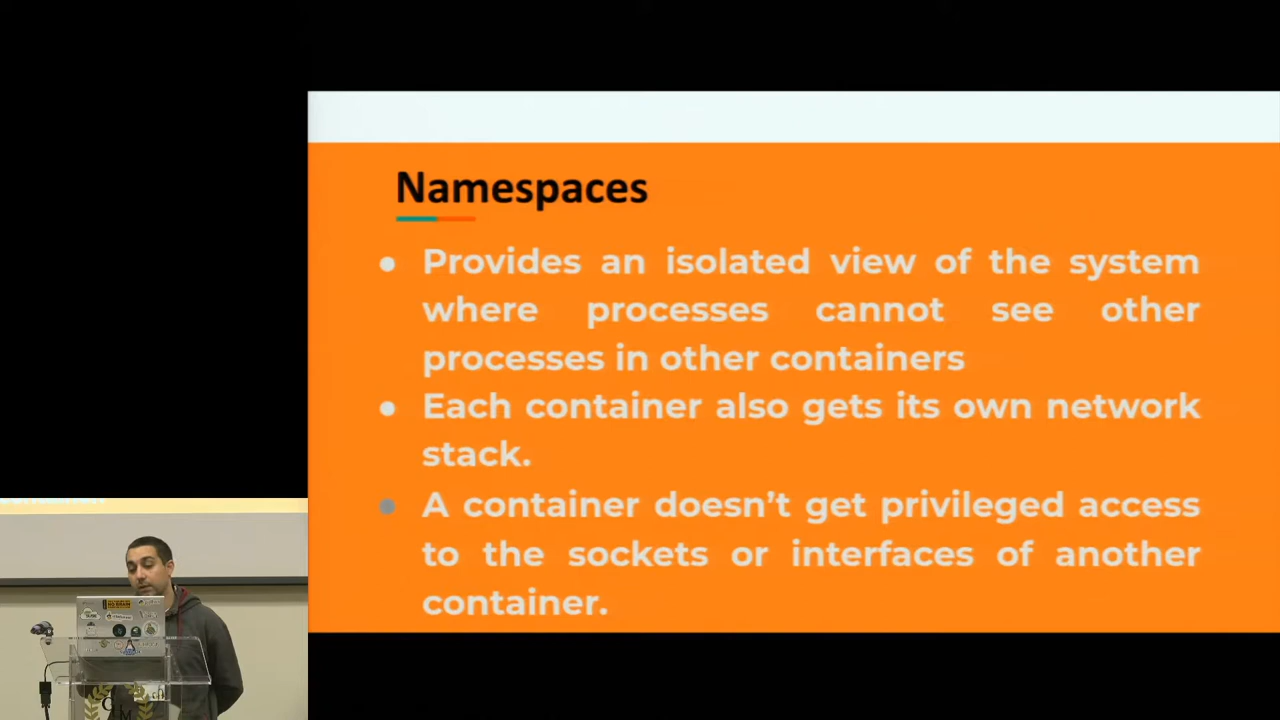 Namespaces
● Provides an isolated view of the system
where processes cannot see other
processes in other containers
● Each container also gets its own network
stack.
● A container doesn’t get privileged access
to the sockets or interfaces of another
container.